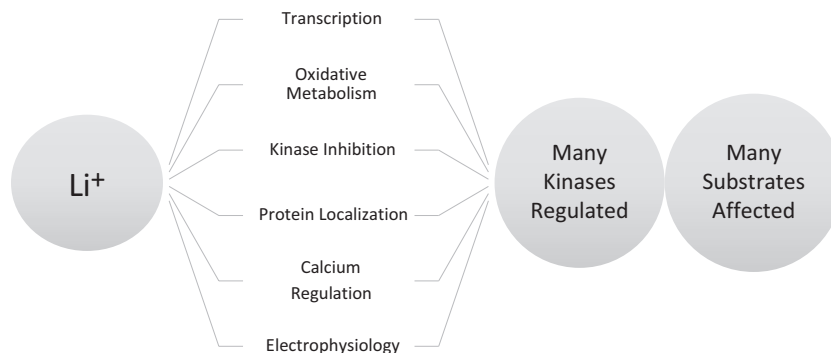 Li+
Transcription
Oxidative
Metabolism
Kinase Inhibition
Protein Localization
Calcium
Regulation
Electrophysiology
Many
Kinases
Regulated
Many
Substrates
Affected